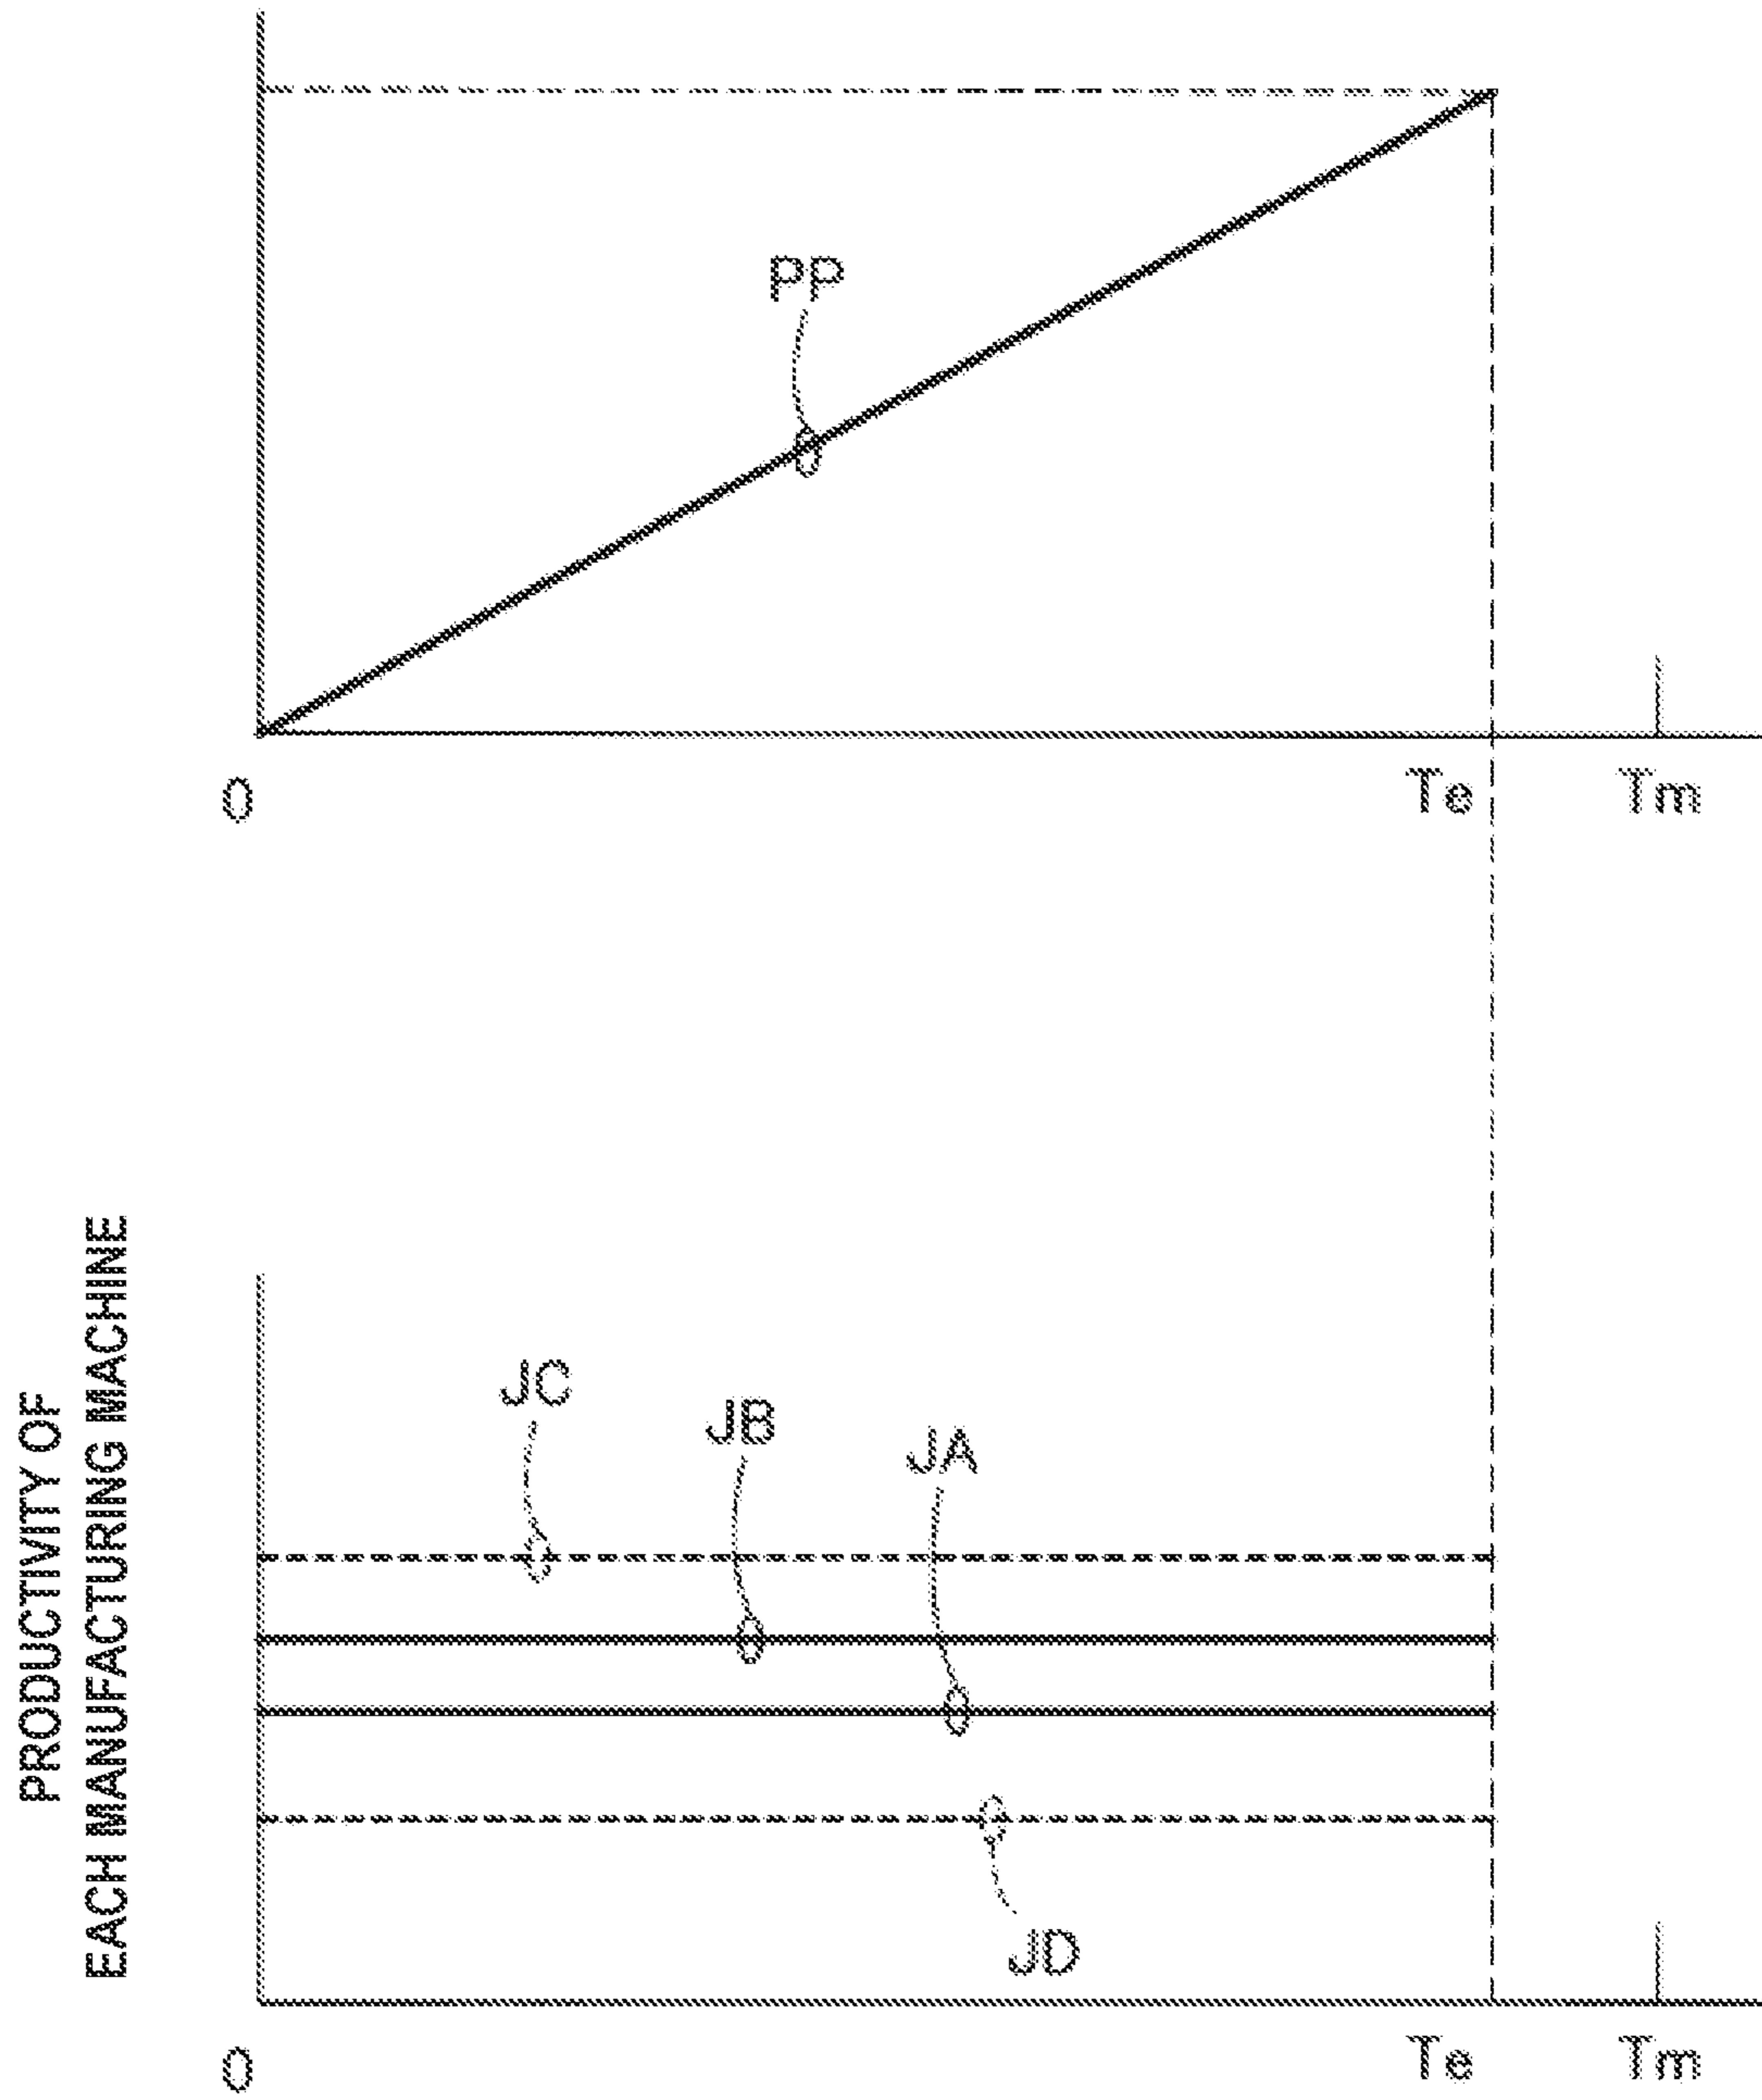 PP
0 Te Tm
PRODUCTIVITY OF
EACH MANUFACTURING MACHINE
JC
JB
JA
JD
0 Te Tm